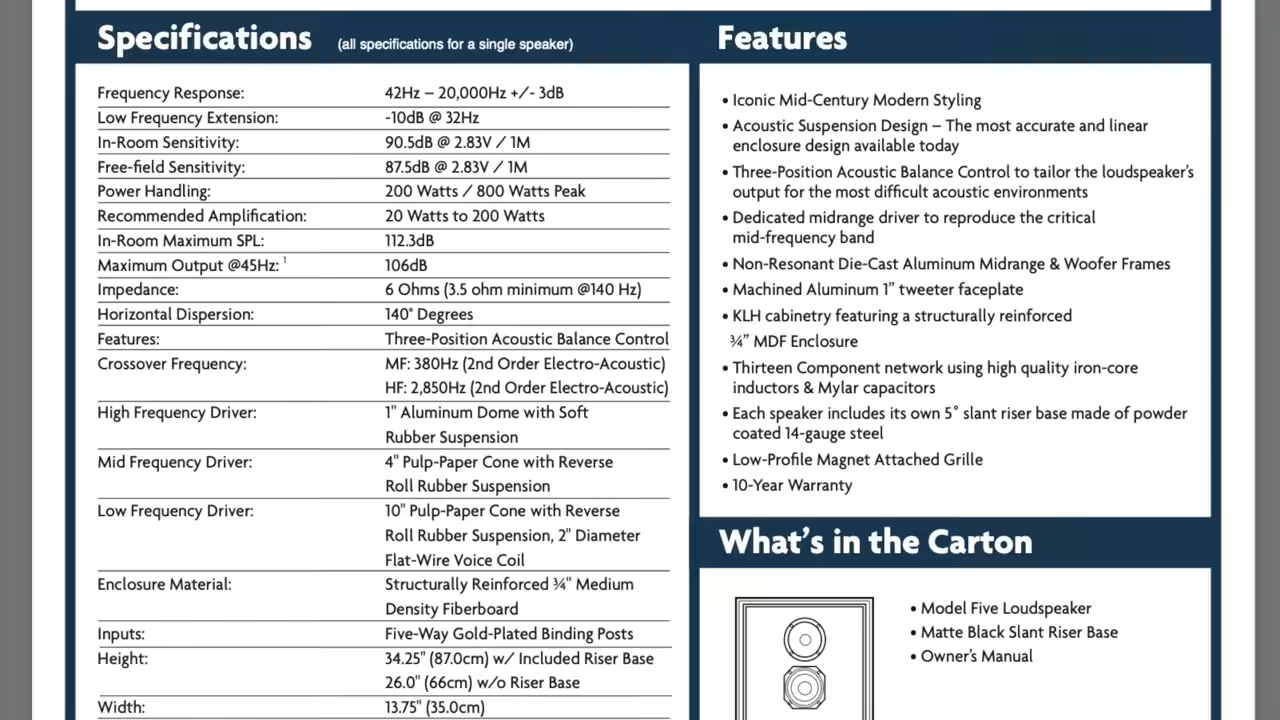 Specifications (all specifications for a single speaker)
Frequency Response: 42Hz – 20,000Hz +/- 3dB
Low Frequency Extension: -10dB @ 32Hz
In-Room Sensitivity: 90.5dB @ 2.83V / 1M
Free-field Sensitivity: 87.5dB @ 2.83V / 1M
Power Handling: 200 Watts / 800 Watts Peak
Recommended Amplification: 20 Watts to 200 Watts
In-Room Maximum SPL: 112.3dB
Maximum Output @45Hz: ¹ 106dB
Impedance: 6 Ohms (3.5 ohm minimum @140 Hz)
Horizontal Dispersion: 140° Degrees
Features: Three-Position Acoustic Balance Control
Crossover Frequency: MF: 380Hz (2nd Order Electro-Acoustic)
HF: 2,850Hz (2nd Order Electro-Acoustic)
High Frequency Driver: 1" Aluminum Dome with Soft
Rubber Suspension
Mid Frequency Driver: 4" Pulp-Paper Cone with Reverse
Roll Rubber Suspension
Low Frequency Driver: 10" Pulp-Paper Cone with Reverse
Roll Rubber Suspension, 2" Diameter
Flat-Wire Voice Coil
Enclosure Material: Structurally Reinforced ¾" Medium
Density Fiberboard
Inputs: Five-Way Gold-Plated Binding Posts
Height: 34.25" (87.0cm) w/ Included Riser Base
26.0" (66cm) w/o Riser Base
Width: 13.75" (35.0cm)
Features
• Iconic Mid-Century Modern Styling
• Acoustic Suspension Design – The most accurate and linear
enclosure design available today
• Three-Position Acoustic Balance Control to tailor the loudspeaker's
output for the most difficult acoustic environments
• Dedicated midrange driver to reproduce the critical
mid-frequency band
• Non-Resonant Die-Cast Aluminum Midrange & Woofer Frames
• Machined Aluminum 1" tweeter faceplate
• KLH cabinetry featuring a structurally reinforced
¾" MDF Enclosure
• Thirteen Component network using high quality iron-core
inductors & Mylar capacitors
• Each speaker includes its own 5° slant riser base made of powder
coated 14-gauge steel
• Low-Profile Magnet Attached Grille
• 10-Year Warranty
What's in the Carton
• Model Five Loudspeaker
• Matte Black Slant Riser Base
• Owner's Manual